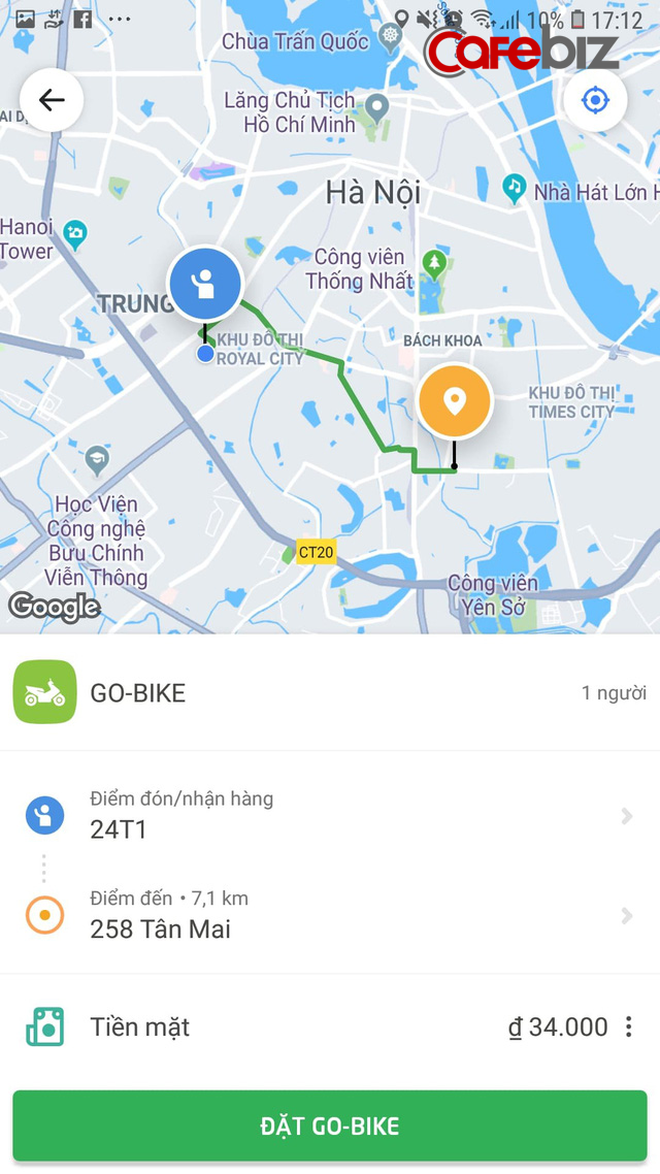 10% 17:12
Cafebiz
Chùa Trấn Quốc
Lăng Chủ Tịch
Hồ Chí Minh
AI D
Hà Nội
Nhà Hát Lớn H
Hanoi
Tower
Công viên
Thống Nhất
TRUNG
KHU ĐÔ THỊ
ROYAL CITY
BÁCH KHOA
KHU ĐÔ THỊ
TIMES CITY
Học Viện
Công nghệ
Bưu Chính
Viễn Thông
CT20
Công viên
Yên Sở
Google
GO-BIKE
1 người
Điểm đón/nhận hàng
24T1
Điểm đến • 7,1 km
258 Tân Mai
Tiền mặt
₫ 34.000
ĐẶT GO-BIKE